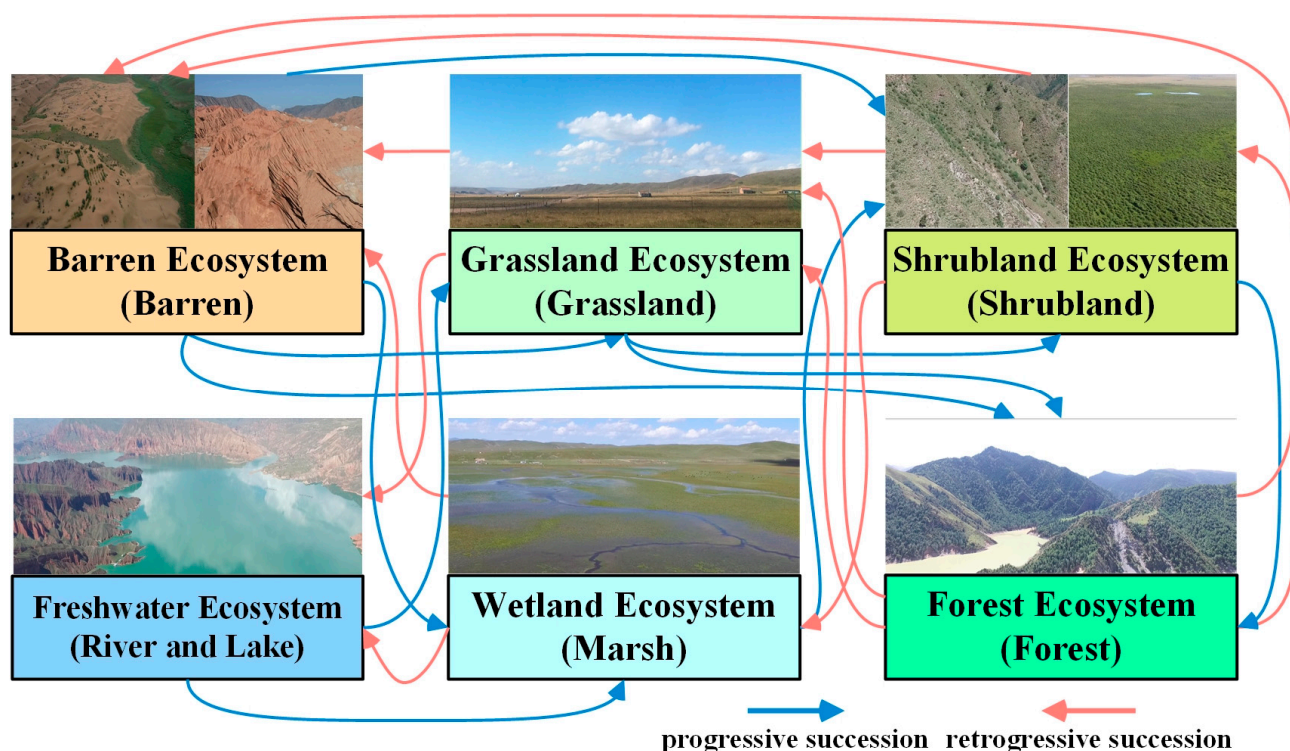 Barren Ecosystem
(Barren)
Grassland Ecosystem
(Grassland)
Shrubland Ecosystem
(Shrubland)
Freshwater Ecosystem
(River and Lake)
Wetland Ecosystem
(Marsh)
Forest Ecosystem
(Forest)
progressive succession
retrogressive succession